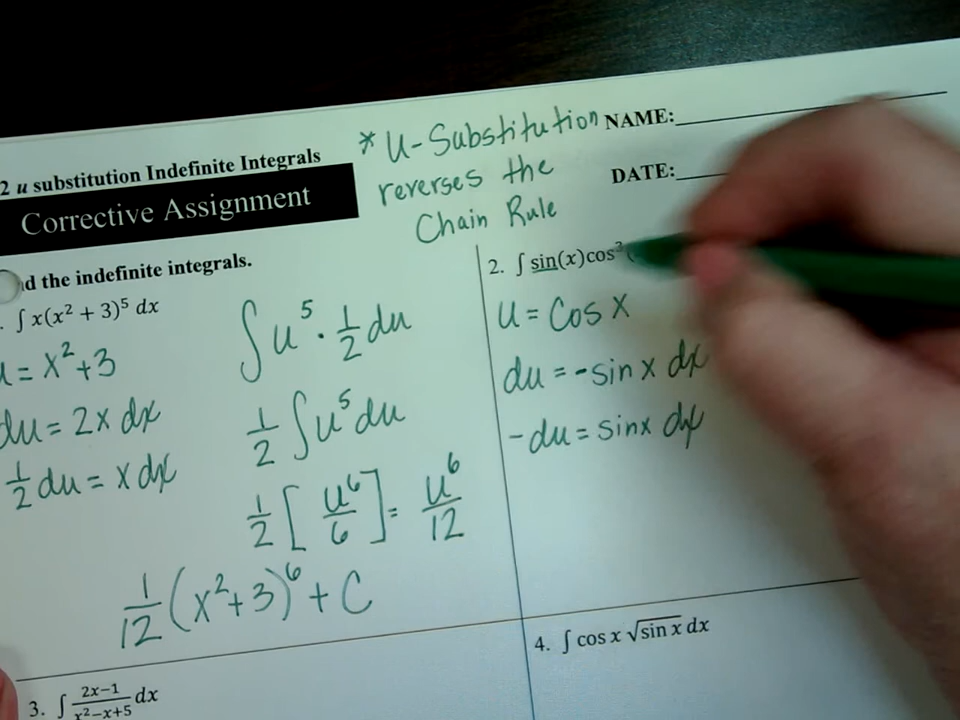 2 u substitution Indefinite Integrals
Corrective Assignment
* U-Substitution
reverses the
Chain Rule
NAME:
DATE:
d the indefinite integrals.
. ∫ x(x² + 3)⁵ dx
u = x²+3
du = 2x dx
1/2 du = x dx
∫ u⁵ · 1/2 du
1/2 ∫ u⁵ du
1/2 [ u⁶/6 ] = u⁶/12
1/12 (x²+3)⁶ + C
2. ∫ sin(x)cos³(
u = cos x
du = -sin x dx
-du = sinx dx
3. ∫ 2x−1/x²−x+5 dx
4. ∫ cos x √sin x dx